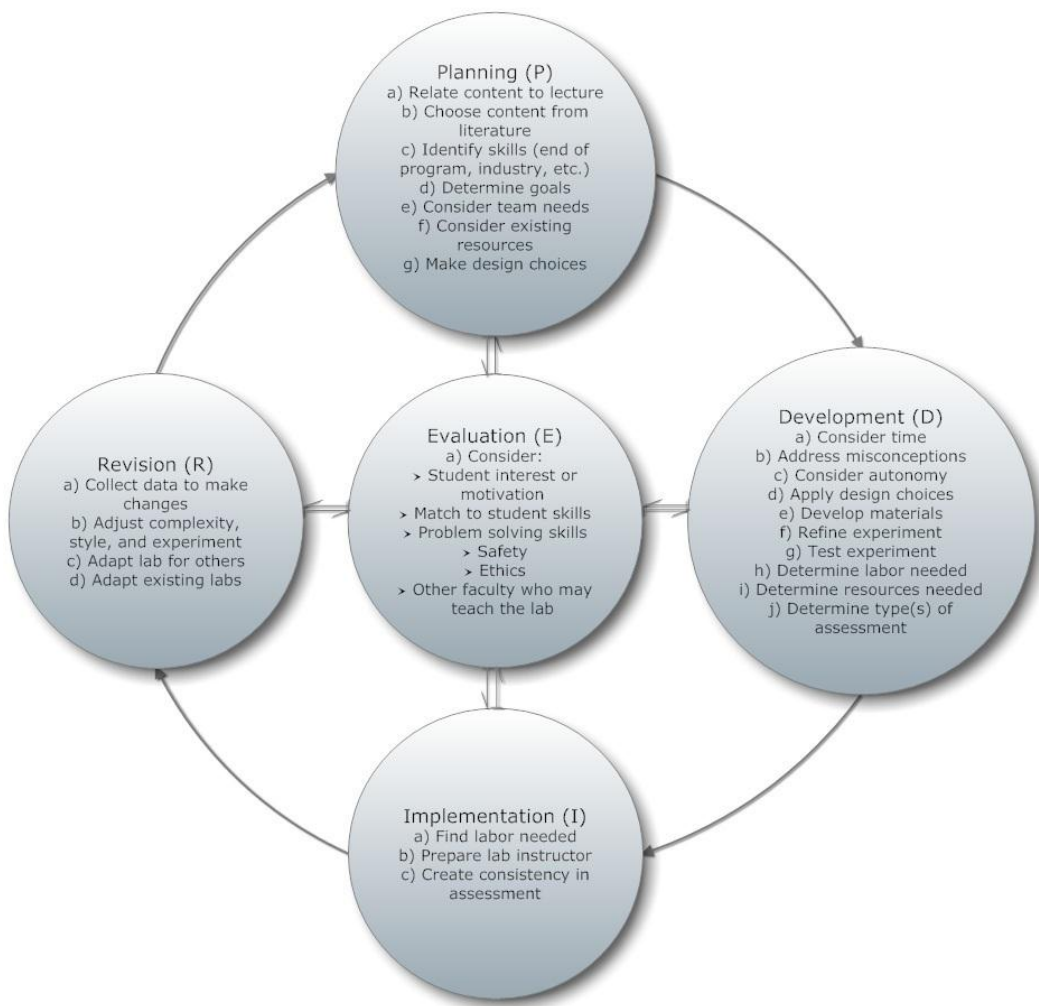 Planning (P)
a) Relate content to lecture
b) Choose content from
literature
c) Identify skills (end of
program, industry, etc.)
d) Determine goals
e) Consider team needs
f) Consider existing
resources
g) Make design choices
Revision (R)
a) Collect data to make
changes
b) Adjust complexity,
style, and experiment
c) Adapt lab for others
d) Adapt existing labs
Evaluation (E)
a) Consider:
➤ Student interest or
motivation
➤ Match to student skills
➤ Problem solving skills
➤ Safety
➤ Ethics
➤ Other faculty who may
teach the lab
Development (D)
a) Consider time
b) Address misconceptions
c) Consider autonomy
d) Apply design choices
e) Develop materials
f) Refine experiment
g) Test experiment
h) Determine labor needed
i) Determine resources needed
j) Determine type(s) of
assessment
Implementation (I)
a) Find labor needed
b) Prepare lab instructor
c) Create consistency in
assessment